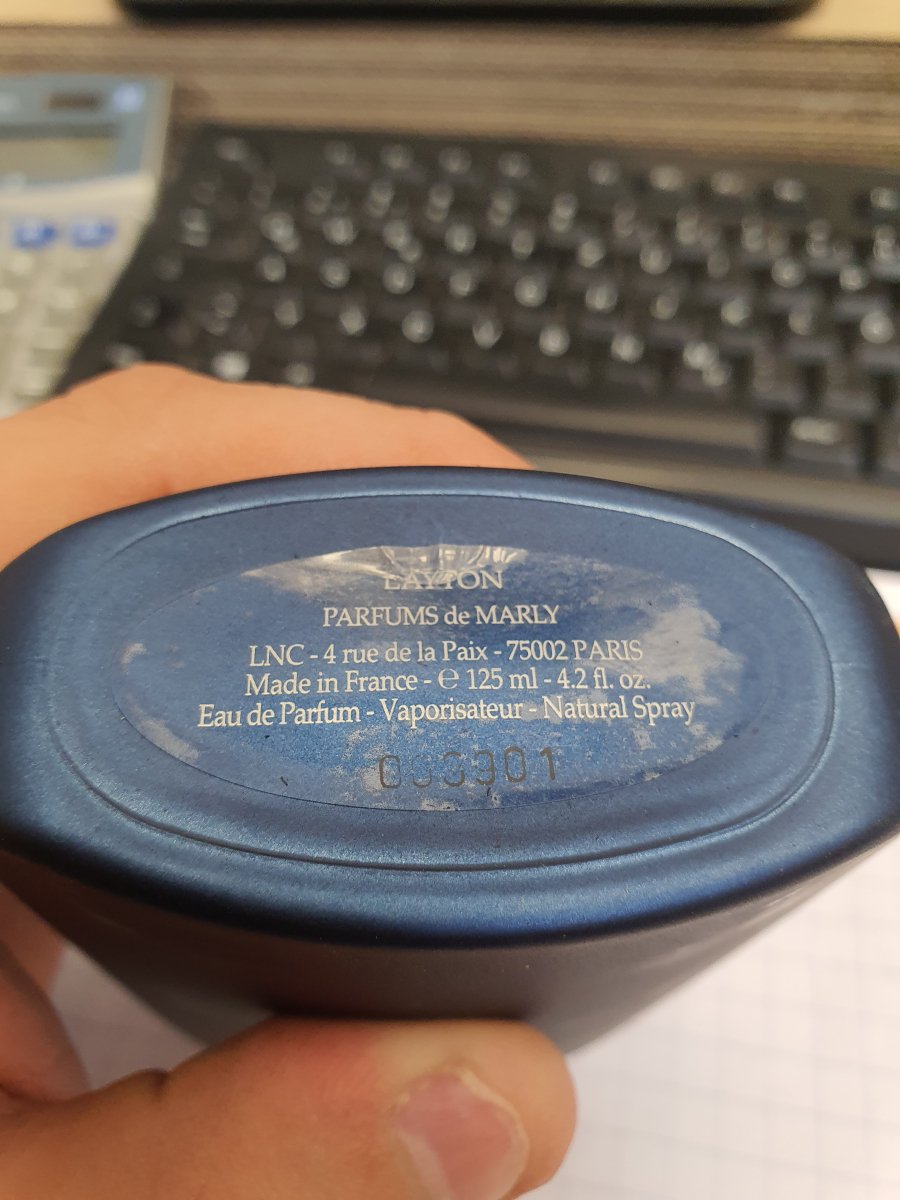 LAYTON
PARFUMS de MARLY
LNC - 4 rue de la Paix - 75002 PARIS
Made in France - ℮ 125 ml - 4.2 fl. oz.
Eau de Parfum - Vaporisateur - Natural Spray